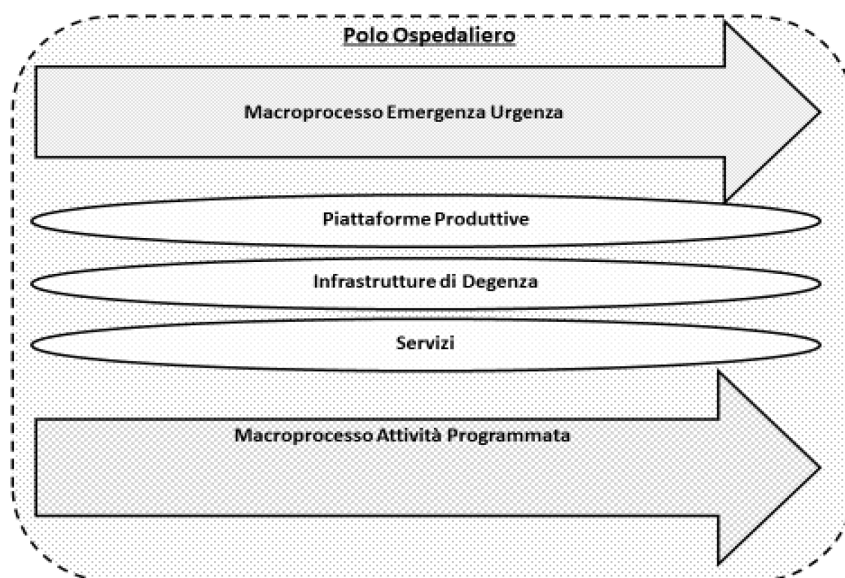 Polo Ospedaliero
Macroprocesso Emergenza Urgenza
Piattaforme Produttive
Infrastrutture di Degenza
Servizi
Macroprocesso Attività Programmata